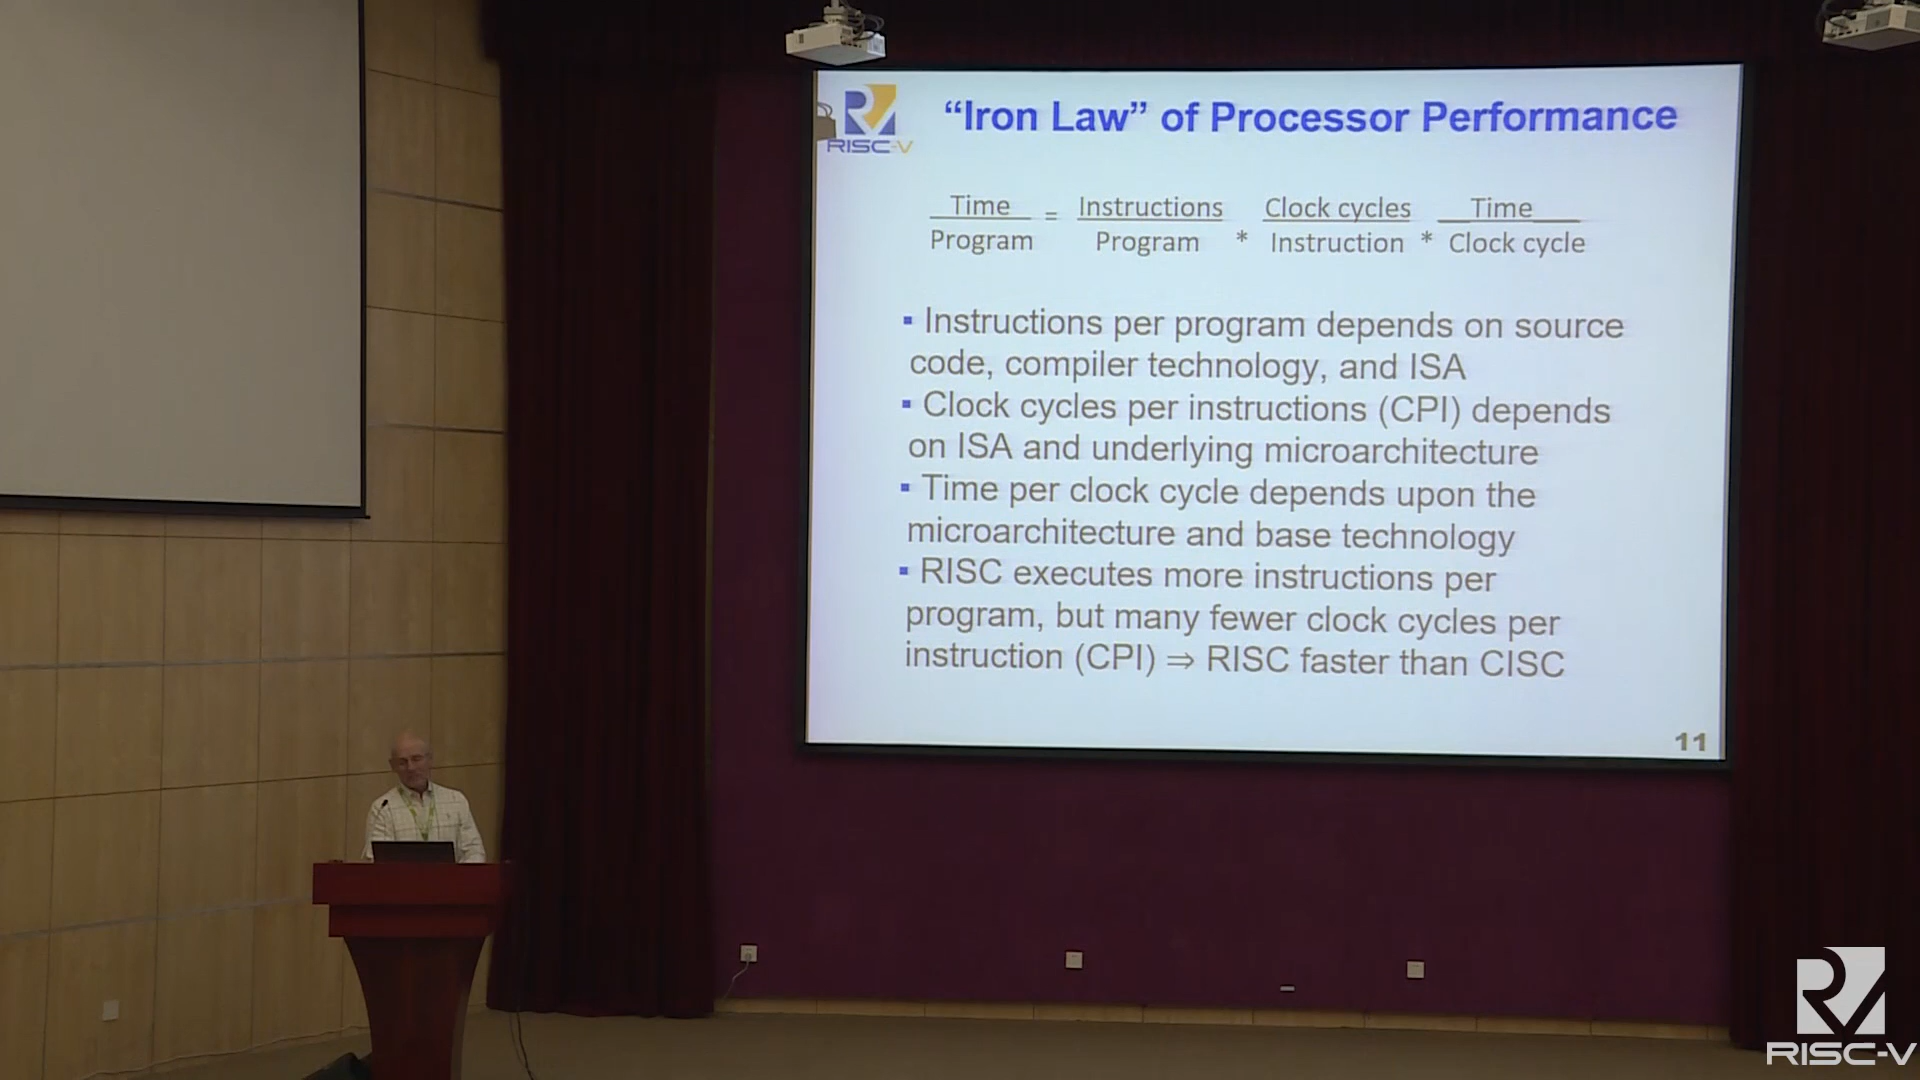 RISC-V
“Iron Law” of Processor Performance
Time = Instructions Clock cycles Time
Program Program * Instruction * Clock cycle
▪ Instructions per program depends on source
code, compiler technology, and ISA
▪ Clock cycles per instructions (CPI) depends
on ISA and underlying microarchitecture
▪ Time per clock cycle depends upon the
microarchitecture and base technology
▪ RISC executes more instructions per
program, but many fewer clock cycles per
instruction (CPI) ⇒ RISC faster than CISC
11
RISC-V